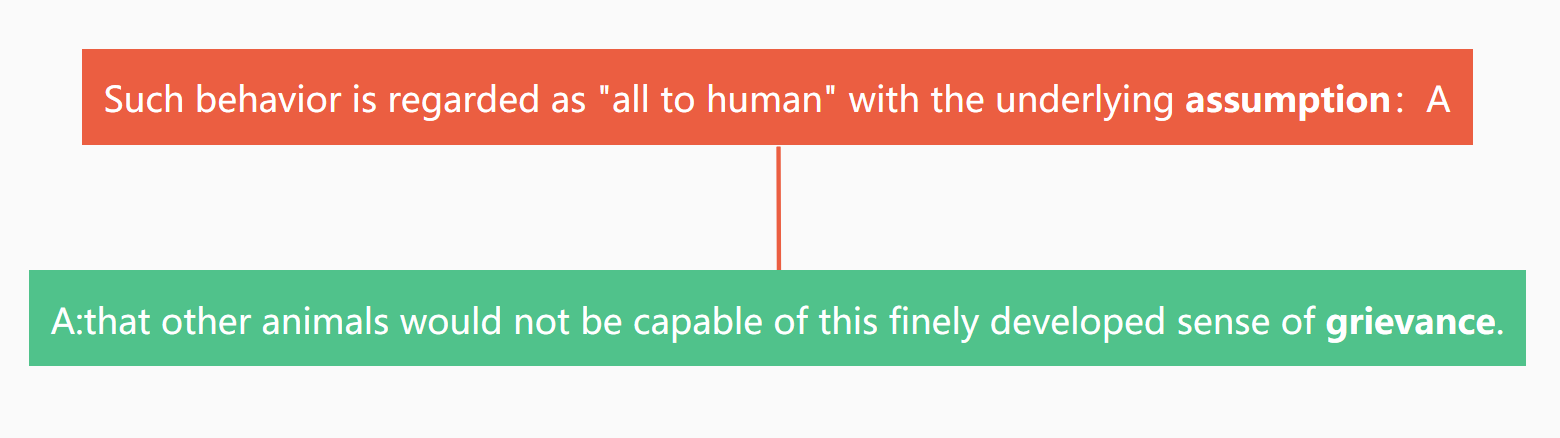 Such behavior is regarded as "all to human" with the underlying assumption： A
A:that other animals would not be capable of this finely developed sense of grievance.